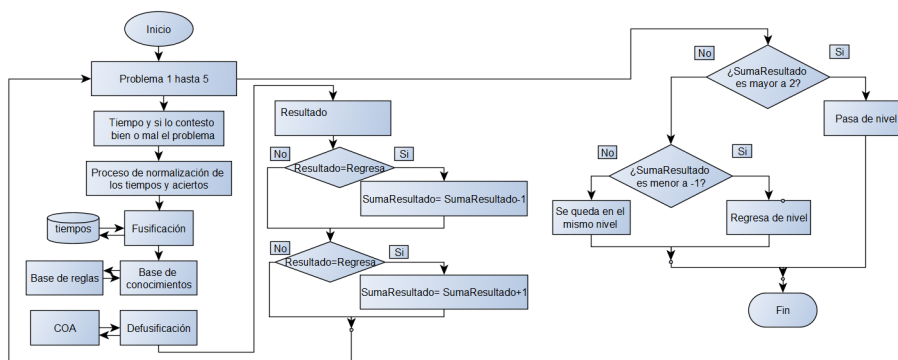 Inicio
Problema 1 hasta 5
Tiempo y si lo contesto
bien o mal el problema
Proceso de normalización de
los tiempos y aciertos
tiempos
Fusificación
Base de reglas
Base de
conocimientos
COA
Defusificación
Resultado
No
Si
Resultado=Regresa
SumaResultado= SumaResultado-1
No
Si
Resultado=Regresa
SumaResultado= SumaResultado+1
No
Si
¿SumaResultado
es mayor a 2?
Pasa de nivel
No
Si
¿SumaResultado
es menor a -1?
Se queda en el
mismo nivel
Regresa de nivel
Fin